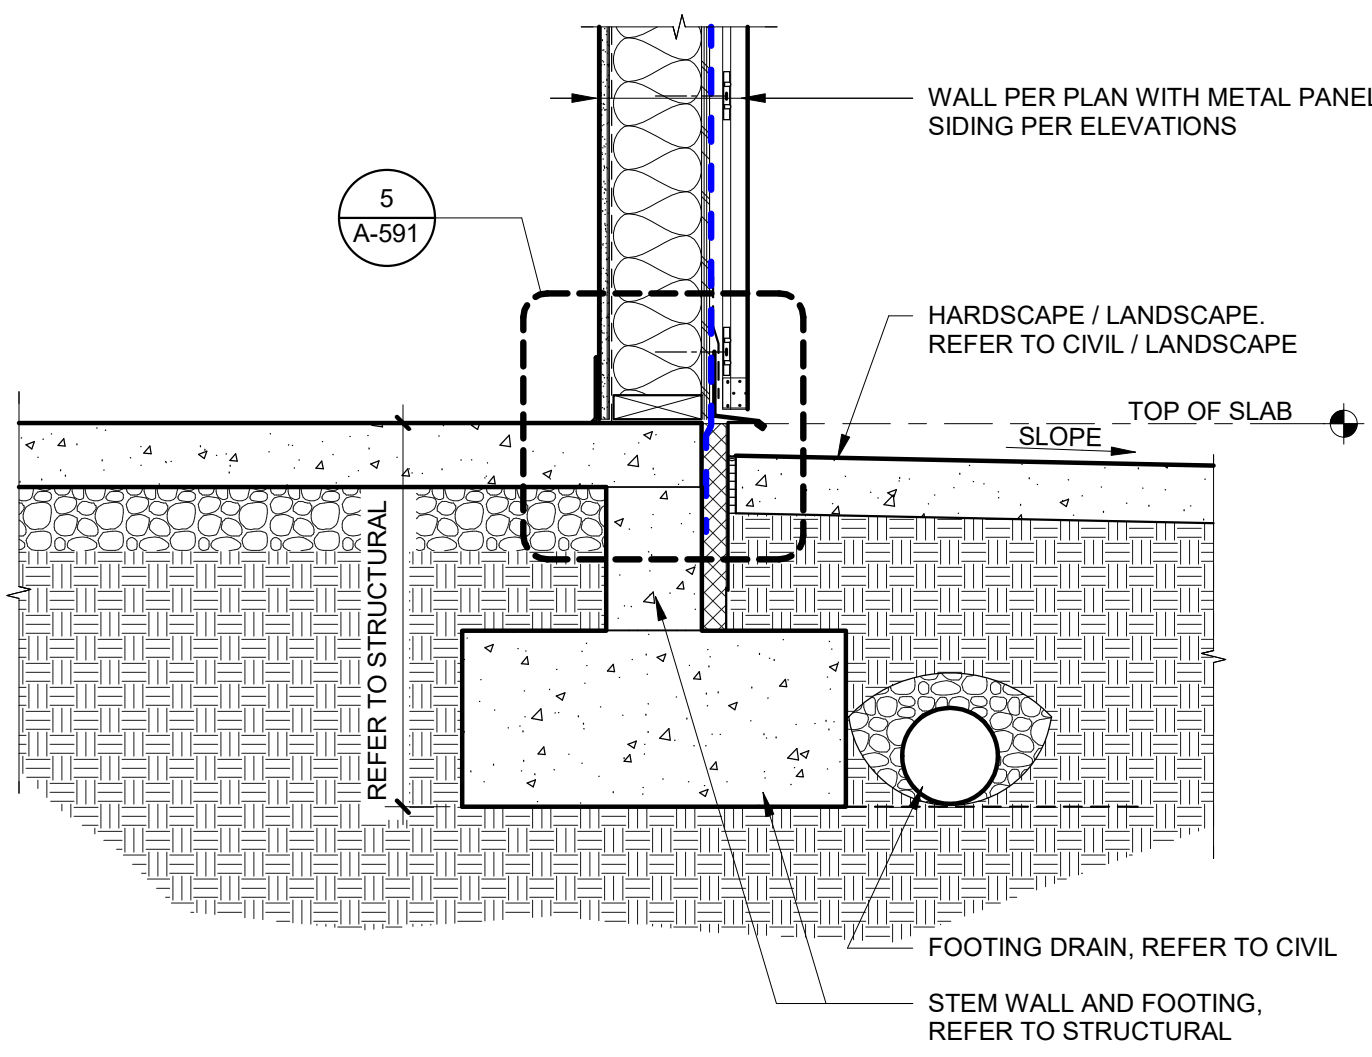 WALL PER PLAN WITH METAL PANEL
SIDING PER ELEVATIONS
5
A-591
HARDSCAPE / LANDSCAPE.
REFER TO CIVIL / LANDSCAPE
TOP OF SLAB
SLOPE
REFER TO STRUCTURAL
FOOTING DRAIN, REFER TO CIVIL
STEM WALL AND FOOTING,
REFER TO STRUCTURAL